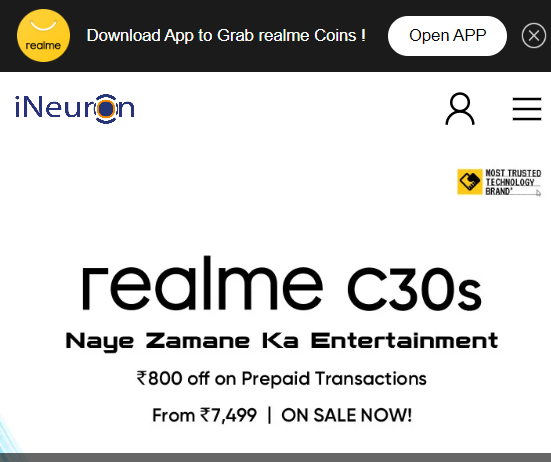 realme
Download App to Grab realme Coins !
Open APP
iNeuron
MOST TRUSTED
TECHNOLOGY
BRAND*
realme C30s
Naye Zamane Ka Entertainment
₹800 off on Prepaid Transactions
From ₹7,499 | ON SALE NOW!